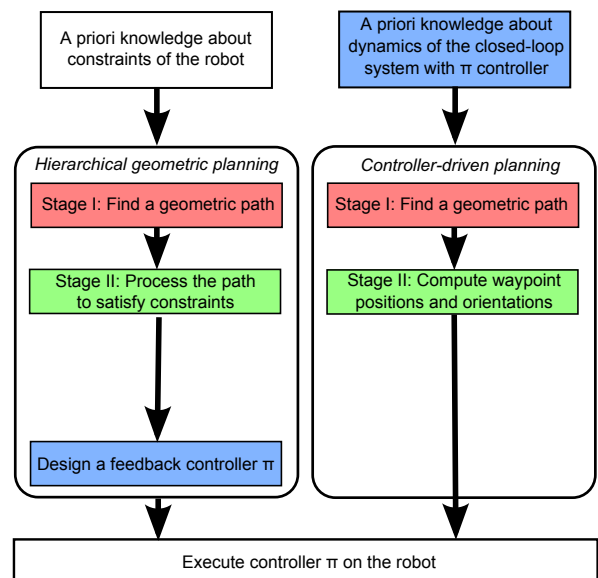 A priori knowledge about
constraints of the robot
A priori knowledge about
dynamics of the closed-loop
system with π controller
Hierarchical geometric planning
Stage I: Find a geometric path
Stage II: Process the path
to satisfy constraints
Design a feedback controller π
Controller-driven planning
Stage I: Find a geometric path
Stage II: Compute waypoint
positions and orientations
Execute controller π on the robot